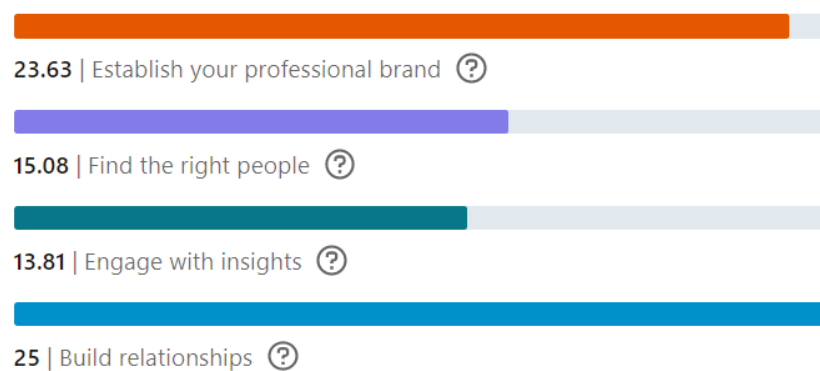 23.63 | Establish your professional brand ?
15.08 | Find the right people ?
13.81 | Engage with insights ?
25 | Build relationships ?